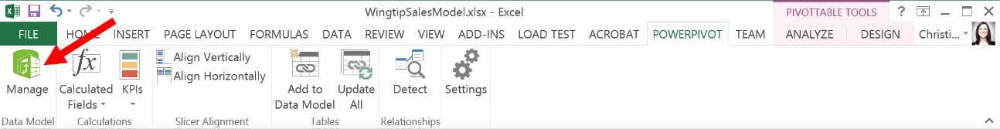 WingtipSalesModel.xlsx - Excel
PIVOTTABLE TOOLS
?
FILE HOME INSERT PAGE LAYOUT FORMULAS DATA REVIEW VIEW ADD-INS LOAD TEST ACROBAT POWERPIVOT TEAM ANALYZE DESIGN Christi...
Manage
Data Model
fx
Calculated
Fields
KPIs
Calculations
Align Vertically
Align Horizontally
Slicer Alignment
Add to
Data Model
Update
All
Tables
Detect
Relationships
Settings